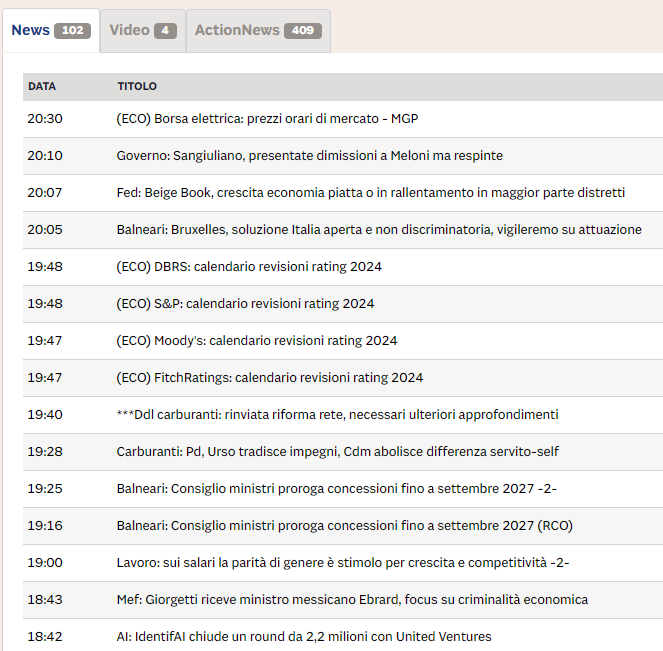 News 102 Video 4 ActionNews 409
DATA TITOLO
20:30 (ECO) Borsa elettrica: prezzi orari di mercato - MGP
20:10 Governo: Sangiuliano, presentate dimissioni a Meloni ma respinte
20:07 Fed: Beige Book, crescita economia piatta o in rallentamento in maggior parte distretti
20:05 Balneari: Bruxelles, soluzione Italia aperta e non discriminatoria, vigileremo su attuazione
19:48 (ECO) DBRS: calendario revisioni rating 2024
19:48 (ECO) S&P: calendario revisioni rating 2024
19:47 (ECO) Moody's: calendario revisioni rating 2024
19:47 (ECO) FitchRatings: calendario revisioni rating 2024
19:40 ***Ddl carburanti: rinviata riforma rete, necessari ulteriori approfondimenti
19:28 Carburanti: Pd, Urso tradisce impegni, Cdm abolisce differenza servito-self
19:25 Balneari: Consiglio ministri proroga concessioni fino a settembre 2027 -2-
19:16 Balneari: Consiglio ministri proroga concessioni fino a settembre 2027 (RCO)
19:00 Lavoro: sui salari la parità di genere è stimolo per crescita e competitività -2-
18:43 Mef: Giorgetti riceve ministro messicano Ebrard, focus su criminalità economica
18:42 AI: IdentifAI chiude un round da 2,2 milioni con United Ventures